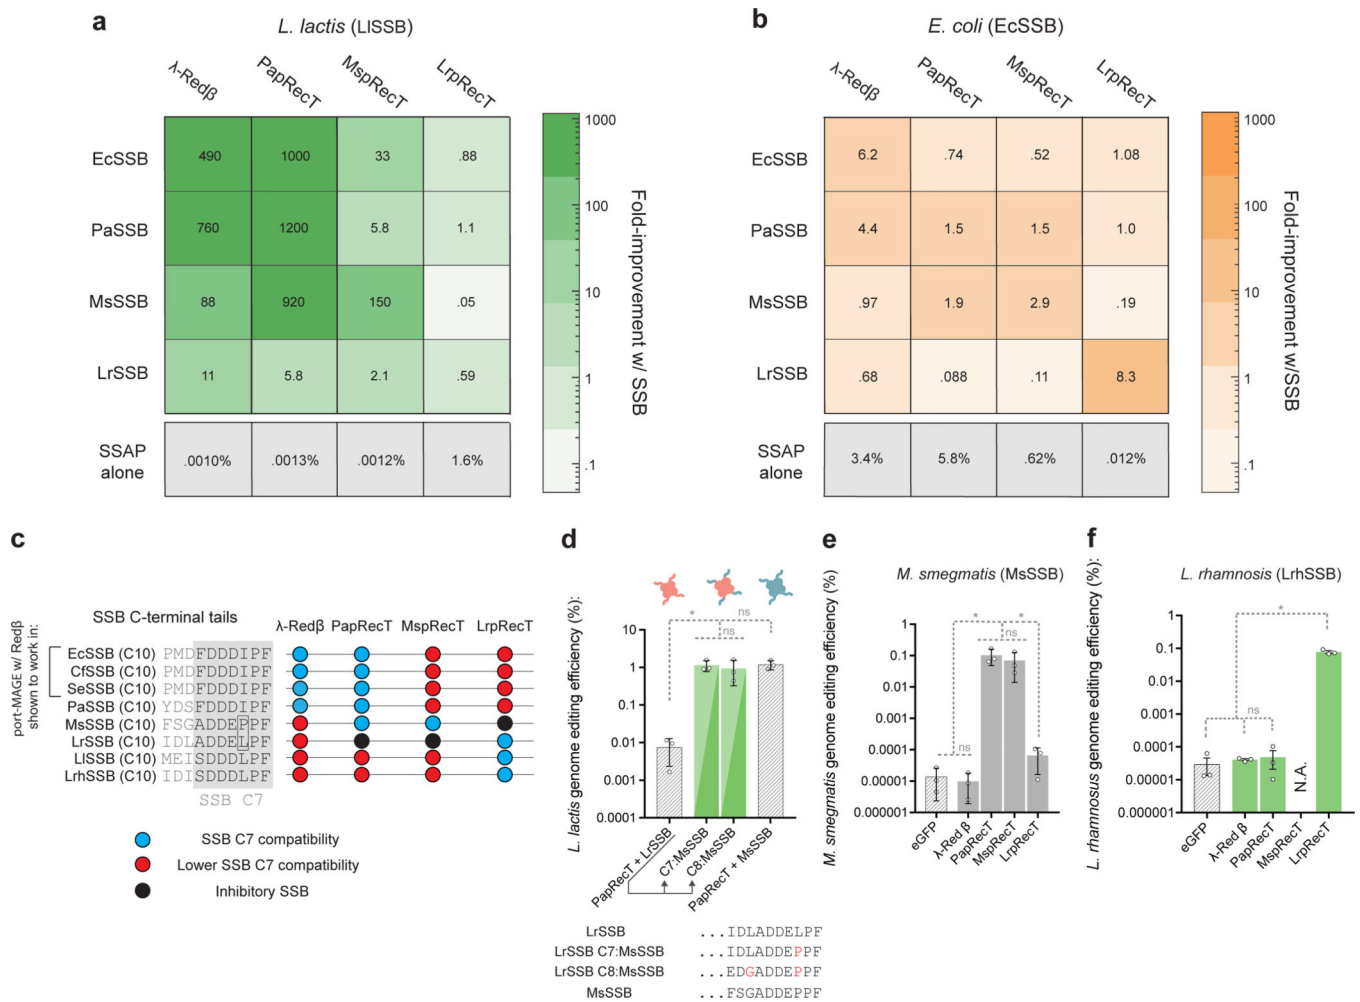 a
L. lactis (LlSSB)
λ-Redβ PapRecT MspRecT LrpRecT
EcSSB 490 1000 33 .88
PaSSB 760 1200 5.8 1.1
MsSSB 88 920 150 .05
LrSSB 11 5.8 2.1 .59
SSAP alone .0010% .0013% .0012% 1.6%
1000
100
10
1
.1
Fold-improvement w/ SSB
b
E. coli (EcSSB)
λ-Redβ PapRecT MspRecT LrpRecT
EcSSB 6.2 .74 .52 1.08
PaSSB 4.4 1.5 1.5 1.0
MsSSB .97 1.9 2.9 .19
LrSSB .68 .088 .11 8.3
SSAP alone 3.4% 5.8% .62% .012%
1000
100
10
1
.1
Fold-improvement w/SSB
c
port-MAGE w/ Redβ
shown to work in:
SSB C-terminal tails
λ-Redβ PapRecT MspRecT LrpRecT
EcSSB (C10) PMDFDDDIPF
CfSSB (C10) PMDFDDDIPF
SeSSB (C10) PMDFDDDIPF
PaSSB (C10) YDSFDDDIPF
MsSSB (C10) FSGADDEPPF
LrSSB (C10) IDLADDELPF
LlSSB (C10) MEISDDDLPF
LrhSSB (C10) IDISDDDLPF
SSB C7
SSB C7 compatibility
Lower SSB C7 compatibility
Inhibitory SSB
d
L. lactis genome editing efficiency (%):
* ns
ns
10
1
0.1
0.01
0.001
0.0001
PapRecT + LrSSB
C7:MsSSB
C8:MsSSB
PapRecT + MsSSB
LrSSB ...IDLADDELPF
LrSSB C7:MsSSB ...IDLADDEPPF
LrSSB C8:MsSSB ...EDGADDEPPF
MsSSB ...FSGADDEPPF
e
M. smegmatis genome editing efficiency (%)
M. smegmatis (MsSSB)
* *
ns
ns
1
0.1
0.01
0.001
0.0001
0.00001
0.000001
eGFP
λ-Red β
PapRecT
MspRecT
LrpRecT
f
L. rhamnosus genome editing efficiency (%):
L. rhamnosis (LrhSSB)
*
ns
1
0.1
0.01
0.001
0.0001
0.00001
0.000001
N.A.
eGFP
λ-Red β
PapRecT
MspRecT
LrpRecT